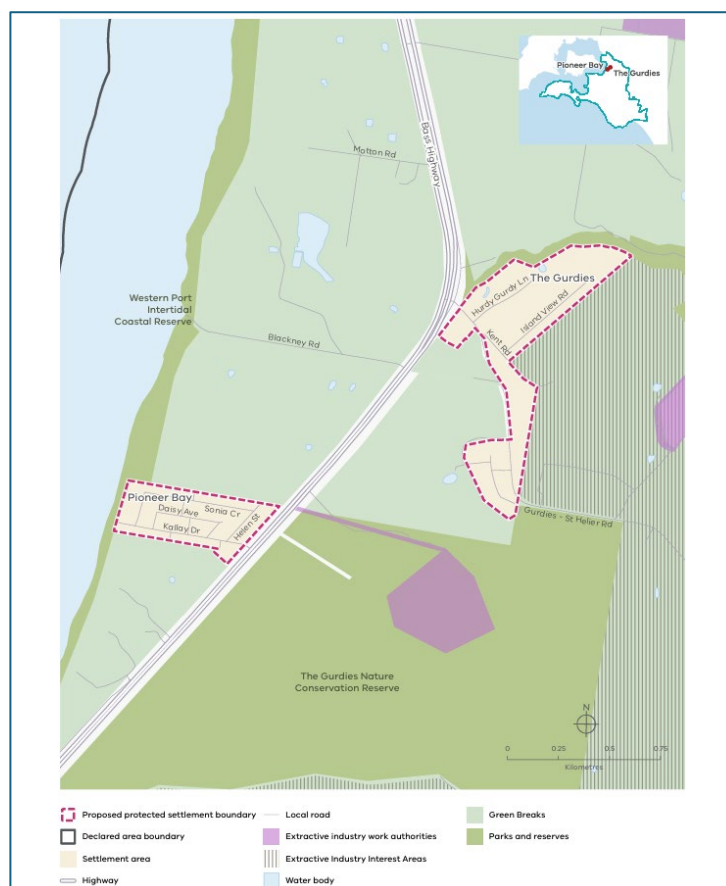 Pioneer Bay
The Gurdies
Bass Highway
Motton Rd
The Gurdies
Hurdy Gurdy Ln
Island View Rd
Kent Rd
Western Port
Intertidal
Coastal Reserve
Blackney Rd
Pioneer Bay
Sonia Cr
Daisy Ave
Helen St
Kallay Dr
Gurdies - St Helier Rd
The Gurdies Nature
Conservation Reserve
N
0 0.25 0.5 0.75
Kilometres
Proposed protected settlement boundary
Local road
Green Breaks
Declared area boundary
Extractive industry work authorities
Parks and reserves
Settlement area
Extractive Industry Interest Areas
Highway
Water body